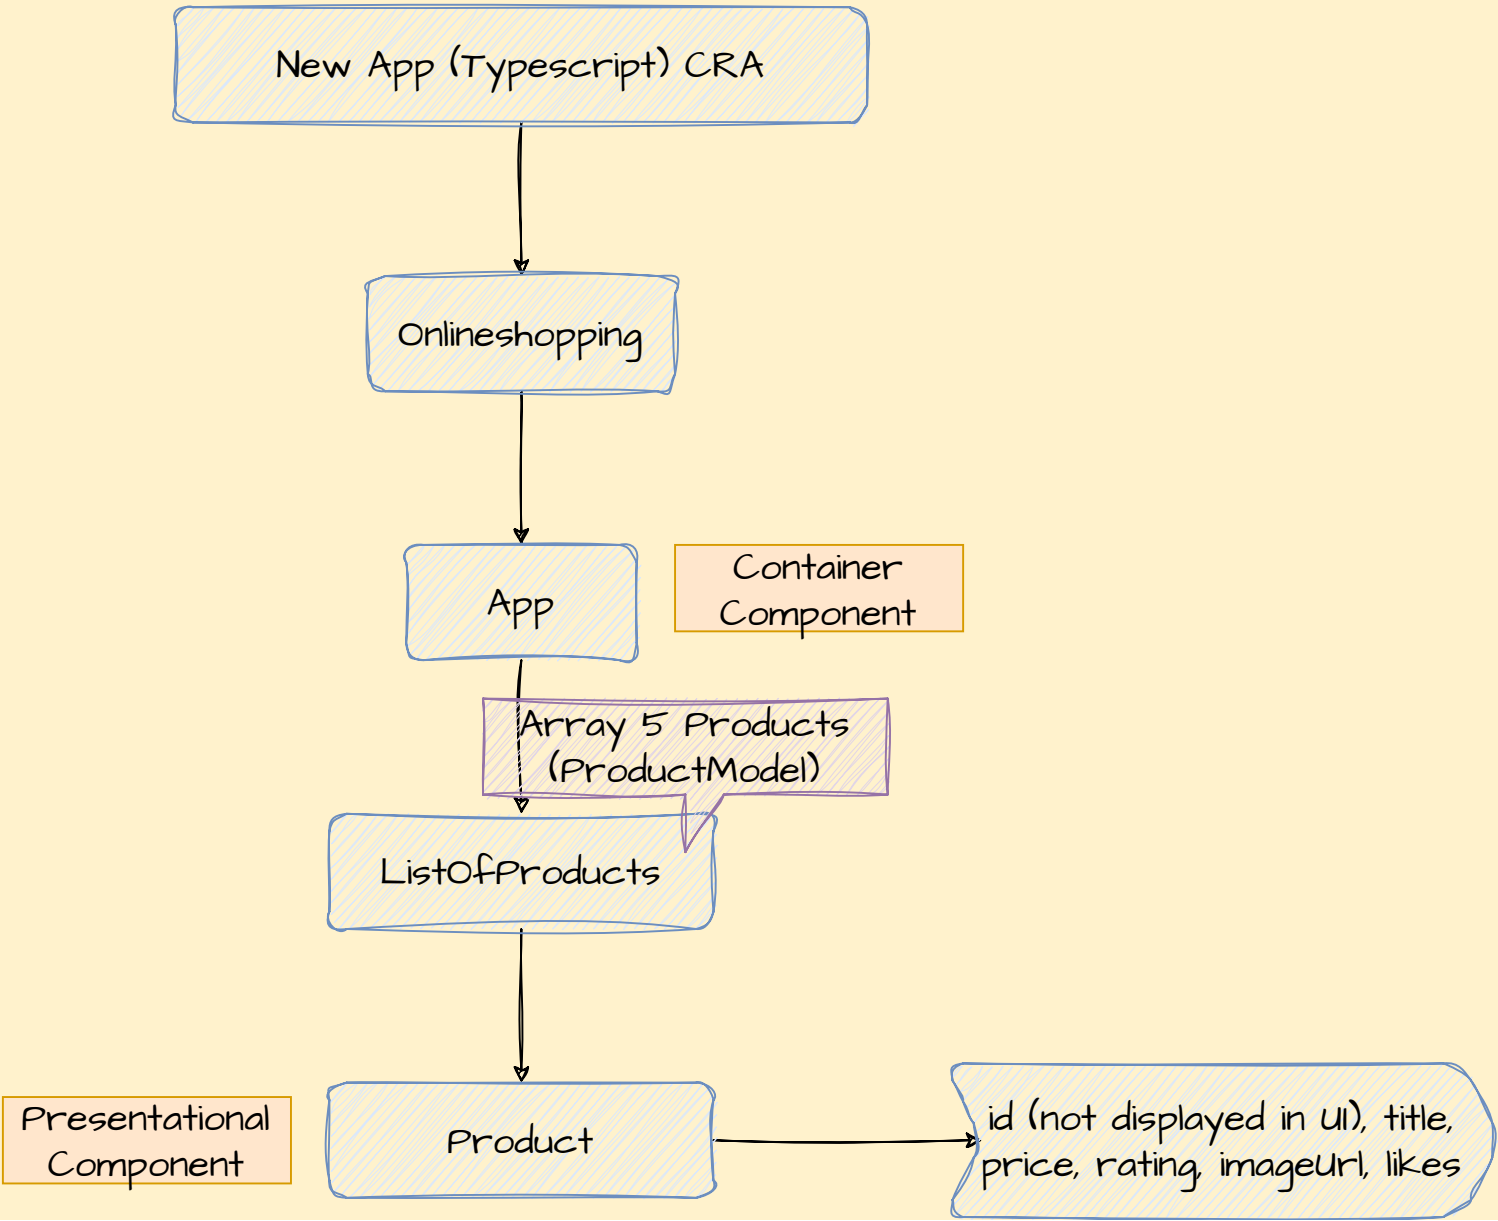 New App (Typescript) CRA
Onlineshopping
App
Container
Component
Array 5 Products
(ProductModel)
ListOfProducts
Presentational
Component
Product
id (not displayed in UI), title,
price, rating, imageUrl, likes